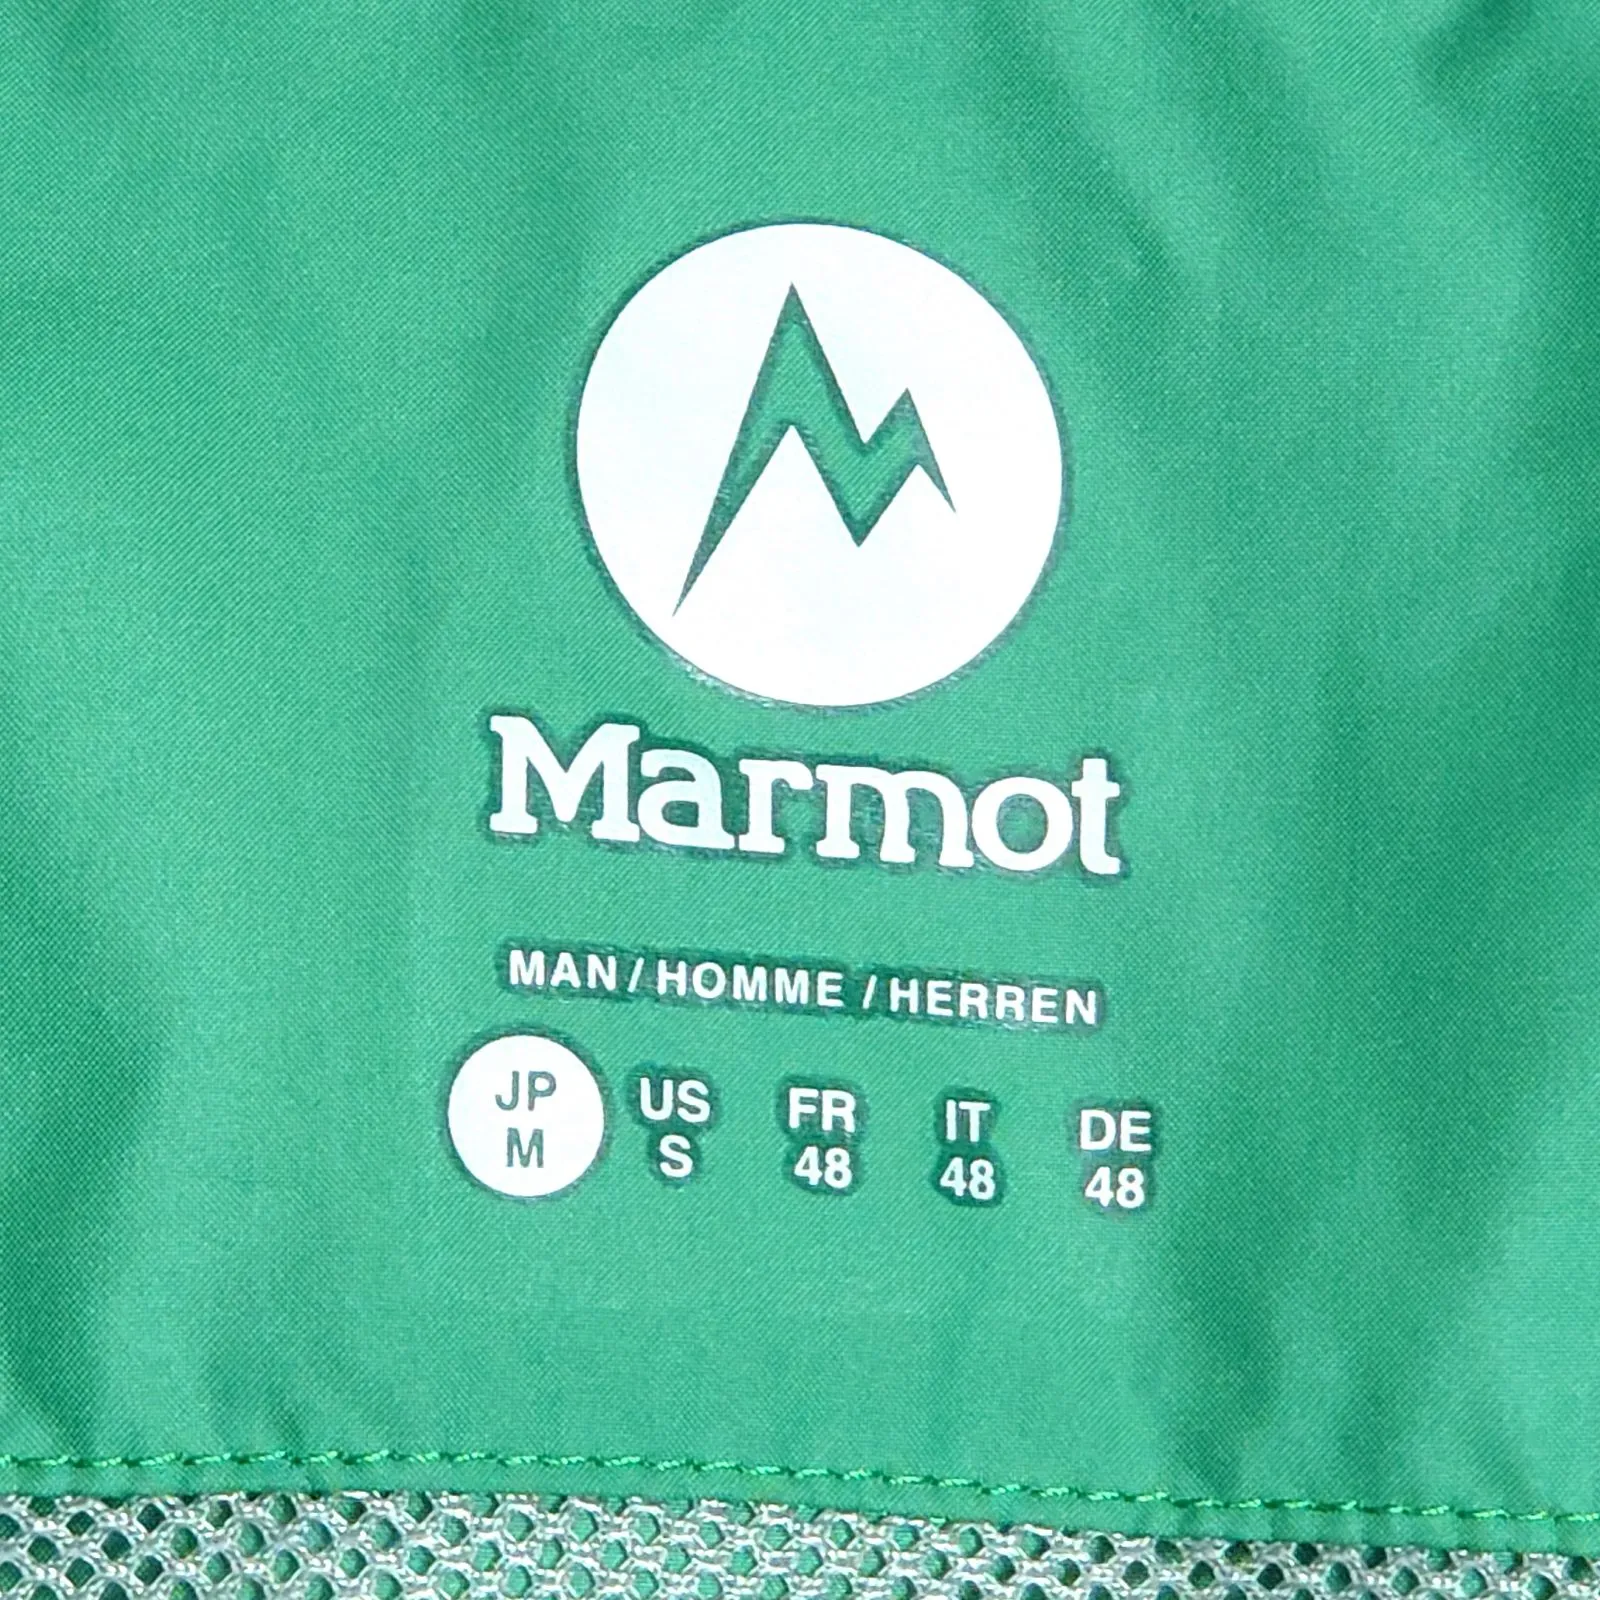 Marmot
MAN / HOMME / HERREN
JP US FR IT DE
M S 48 48 48